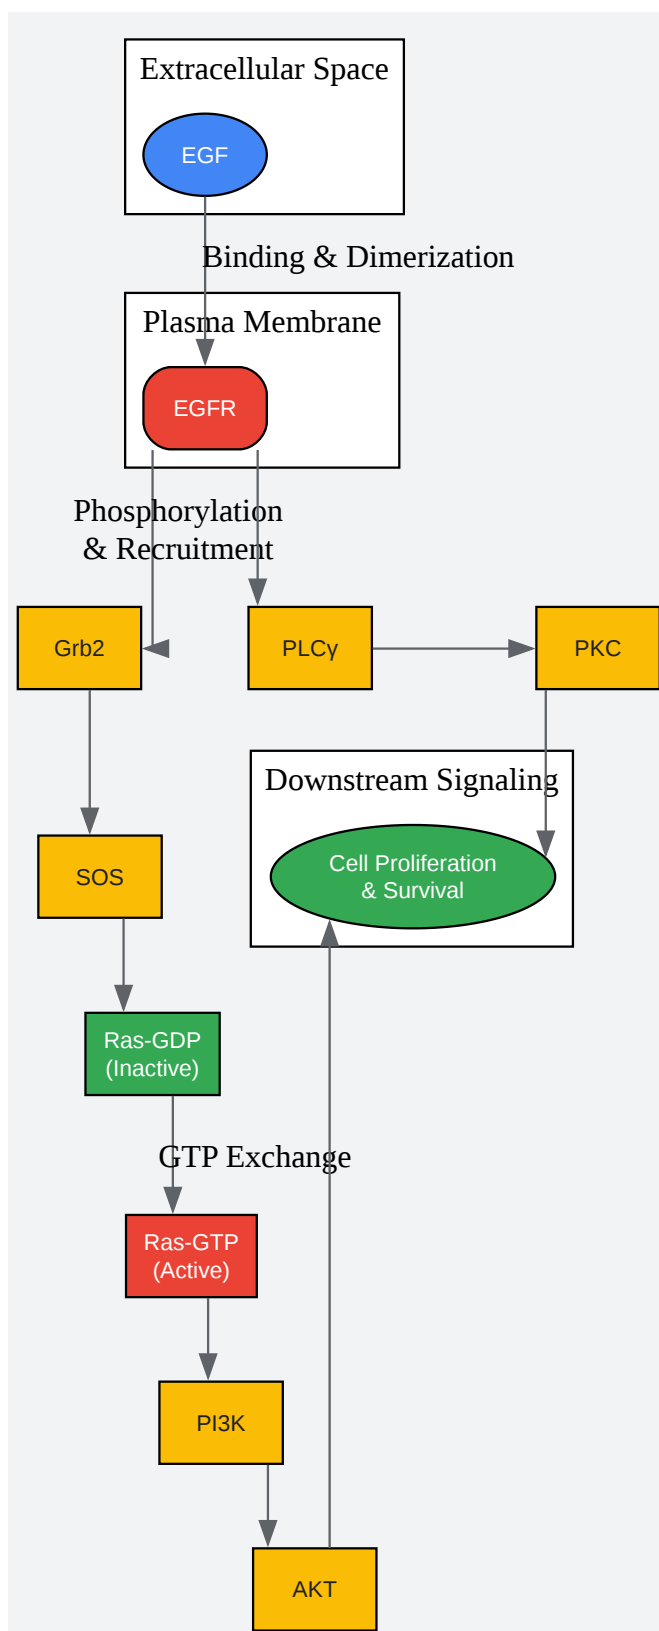 Extracellular Space
EGF
Binding & Dimerization
Plasma Membrane
EGFR
Phosphorylation
& Recruitment
Grb2
PLCγ
PKC
Downstream Signaling
Cell Proliferation
& Survival
SOS
Ras-GDP
(Inactive)
GTP Exchange
Ras-GTP
(Active)
PI3K
AKT